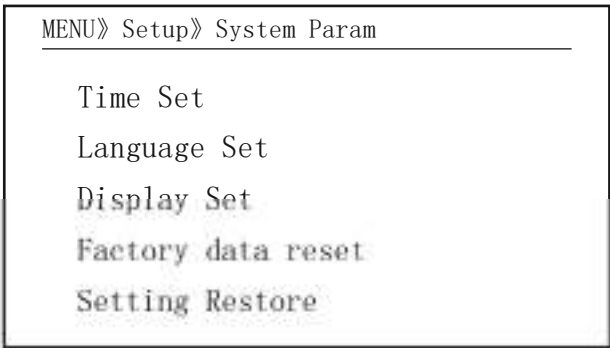 MENU》 Setup》 System Param
Time Set
Language Set
Display Set
Factory data reset
Setting Restore